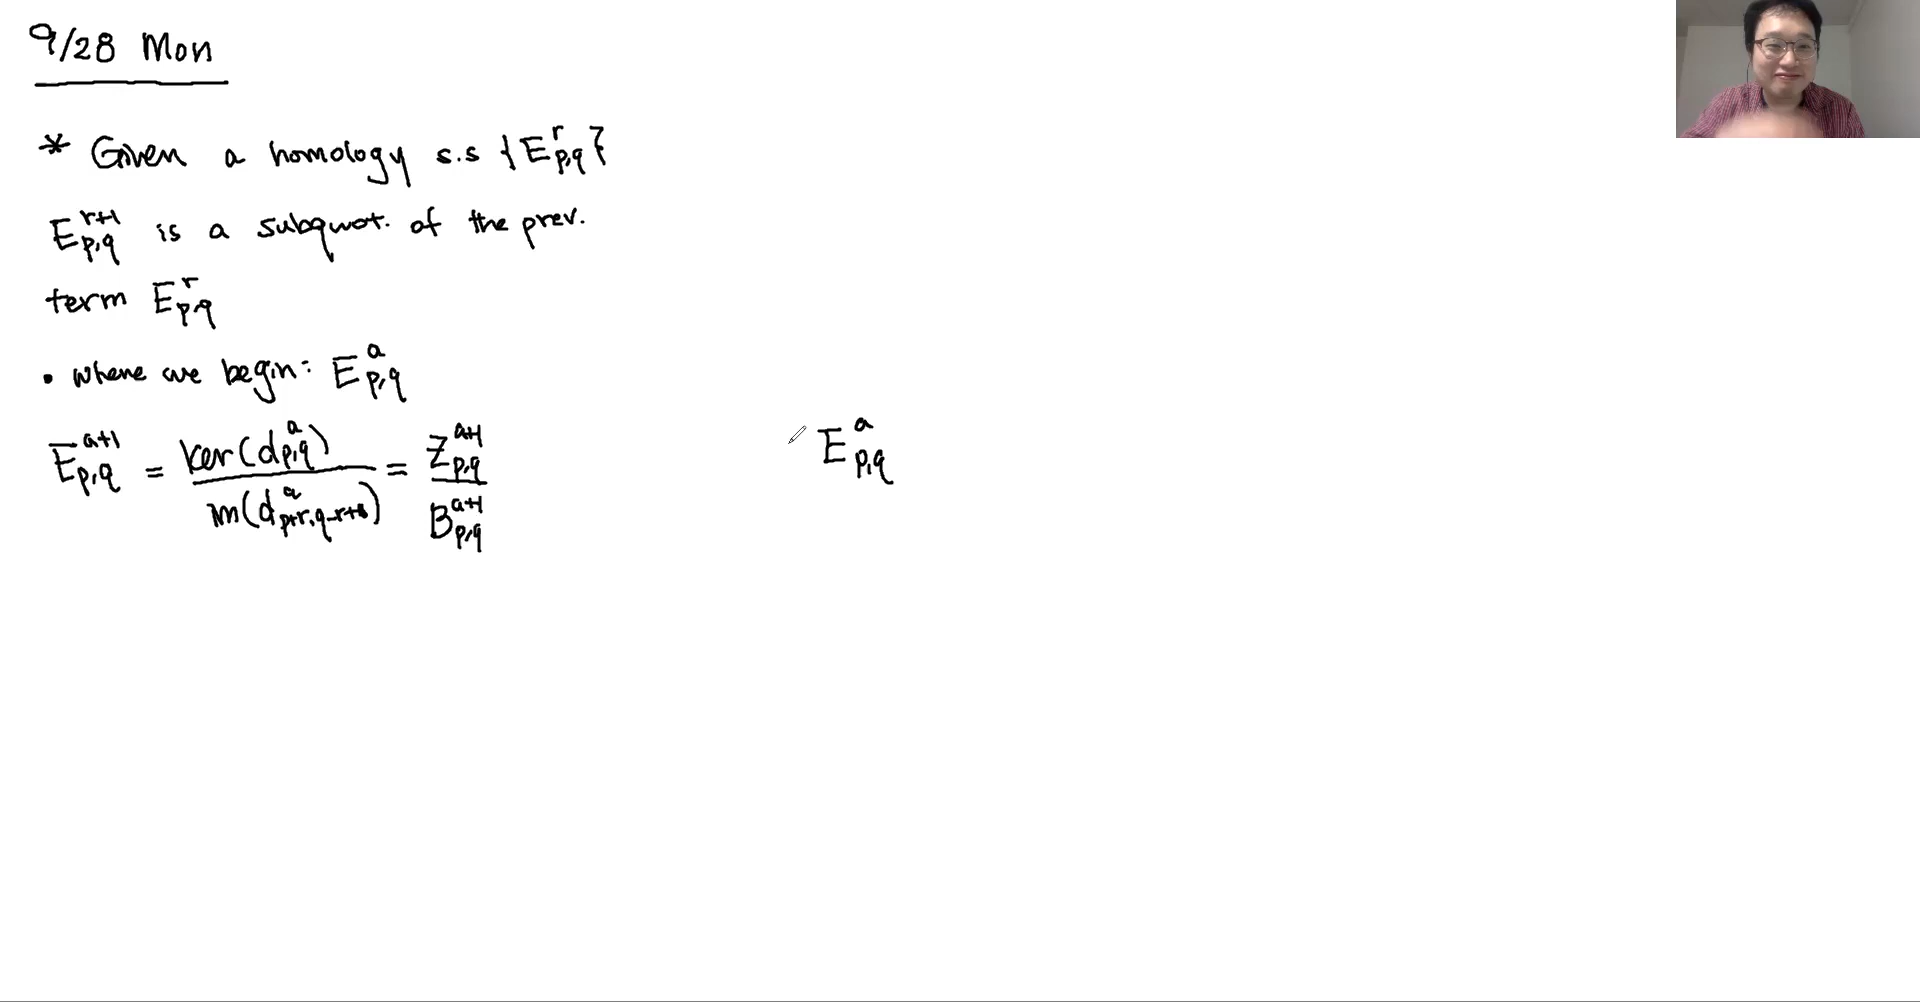 9/28 Mon
* Given a homology s.s {E^r_{p,q}}
E^{r+1}_{p,q} is a subquot. of the prev.
term E^r_{p,q}
• where we begin: E^a_{p,q}
E^{a+1}_{p,q} = ker(d^a_{p,q}) / im(d^a_{p+r,q-r+1}) = Z^{a+1}_{p,q} / B^{a+1}_{p,q}
E^a_{p,q}